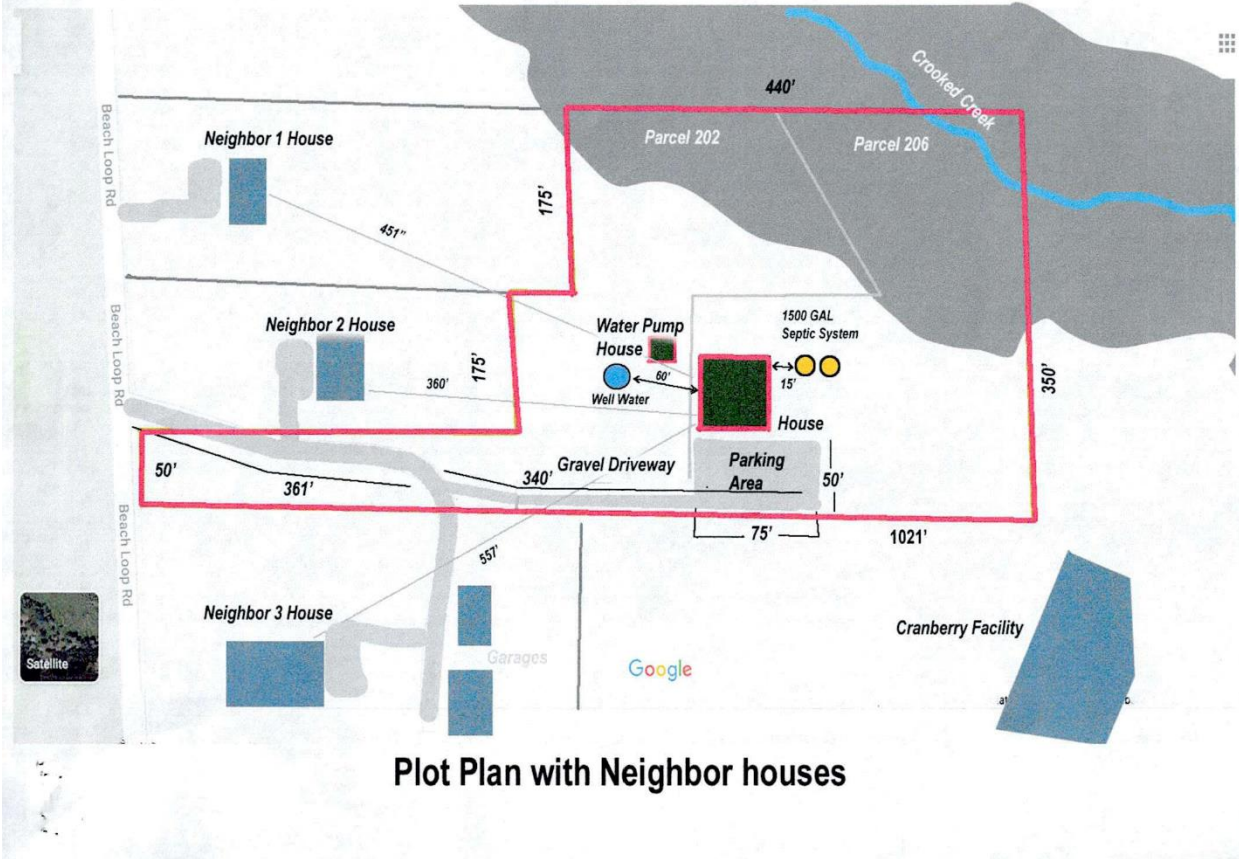 440'
Crooked Creek
Parcel 202
Parcel 206
Beach Loop Rd
Neighbor 1 House
175'
451"
Beach Loop Rd
Neighbor 2 House
360'
175'
Water Pump
House
60'
Well Water
1500 GAL
Septic System
15'
House
350'
50'
361'
340'
Gravel Driveway
Parking
Area
50'
75'
1021'
Beach Loop Rd
557'
Neighbor 3 House
Garages
Cranberry Facility
Satellite
Google
Plot Plan with Neighbor houses